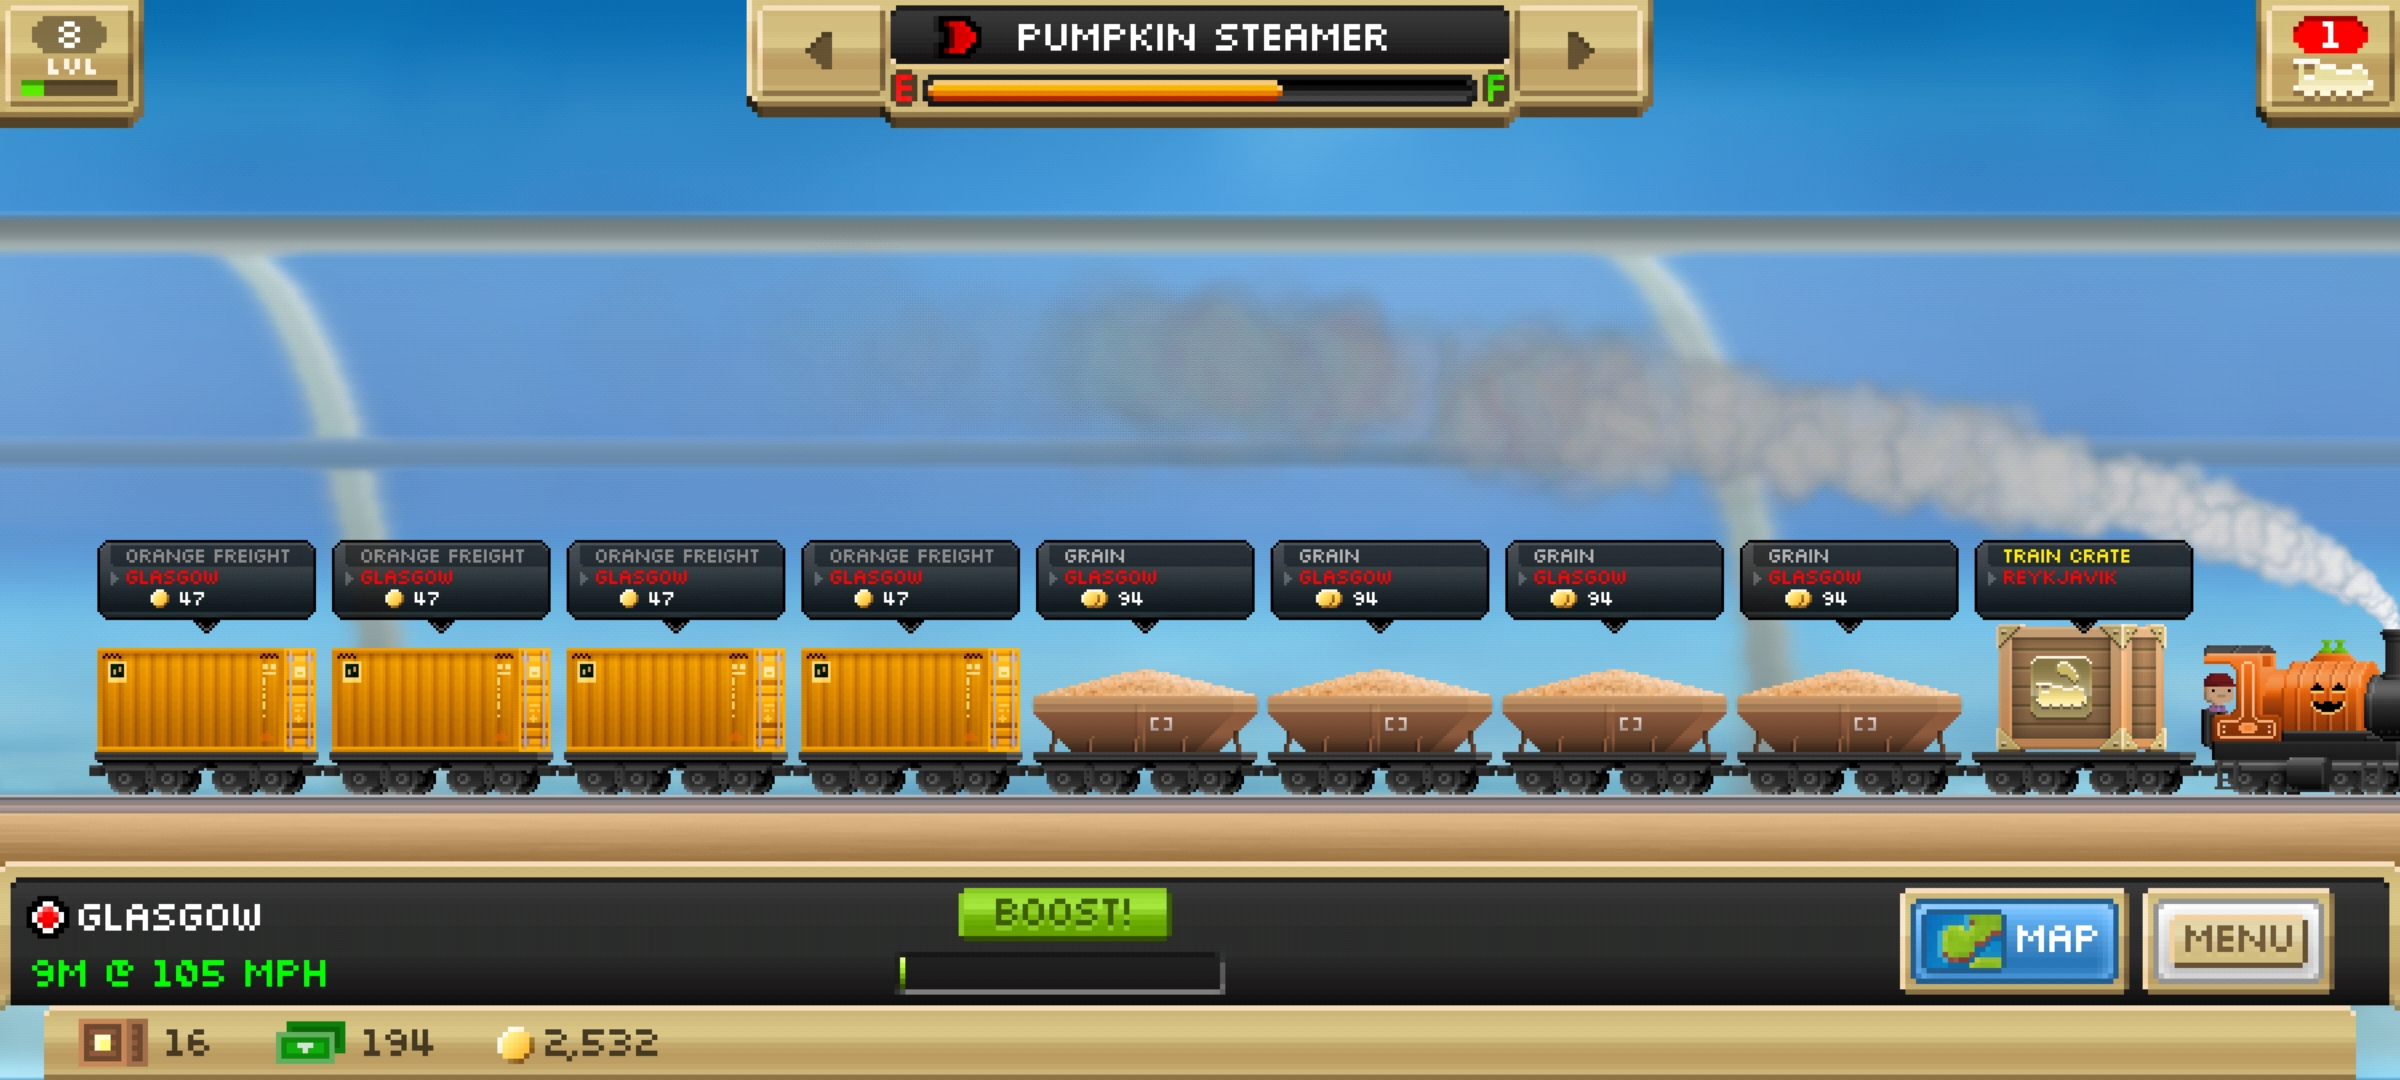 8
LVL
PUMPKIN STEAMER
E F
1
ORANGE FREIGHT
GLASGOW
47
ORANGE FREIGHT
GLASGOW
47
ORANGE FREIGHT
GLASGOW
47
ORANGE FREIGHT
GLASGOW
47
GRAIN
GLASGOW
94
GRAIN
GLASGOW
94
GRAIN
GLASGOW
94
GRAIN
GLASGOW
94
TRAIN CRATE
REYKJAVIK
GLASGOW
9M @ 105 MPH
BOOST!
MAP
MENU
16 194 2,532